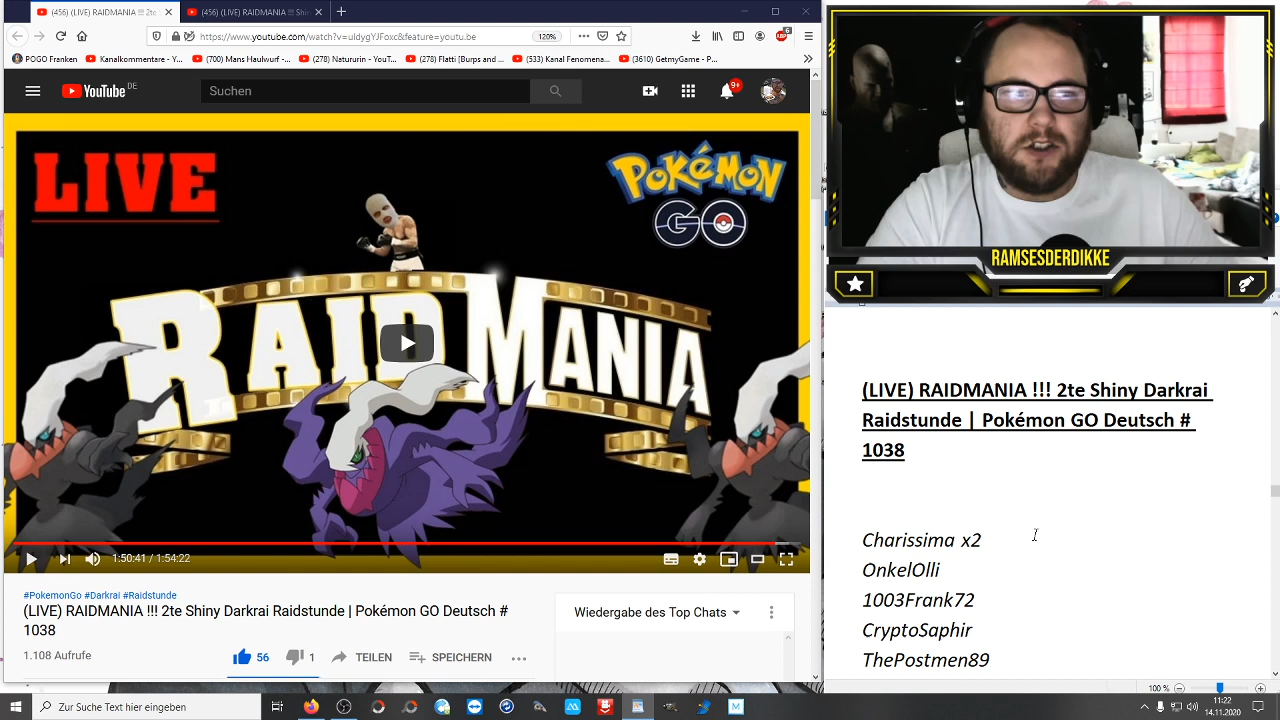 (456) (LIVE) RAIDMANIA !!! 2te
(456) (LIVE) RAIDMANIA !!! Shin
https://www.youtube.com/watch?v=uldygYJFoxc&feature=youtu.be
120%
6
POGO Franken
Kanalkommentare - Y...
(700) Mans Haulwurf -...
(278) Natururin - YouT...
(278) Flatti [Burps and ...
(533) Kanal Fenomena...
(3610) GetmyGame - P...
YouTube DE
Suchen
9+
LIVE
POKéMON
GO
RAID MANIA
1:50:41 / 1:54:22
#PokemonGo #Darkrai #Raidstunde
(LIVE) RAIDMANIA !!! 2te Shiny Darkrai Raidstunde | Pokémon GO Deutsch #
1038
1.108 Aufrufe
56
1
TEILEN
SPEICHERN
Wiedergabe des Top Chats
RAMSESDERDIKKE
(LIVE) RAIDMANIA !!! 2te Shiny Darkrai
Raidstunde | Pokémon GO Deutsch #
1038
Charissima x2
OnkelOlli
1003Frank72
CryptoSaphir
ThePostmen89
100 %
Zur Suche Text hier eingeben
11:22
14.11.2020